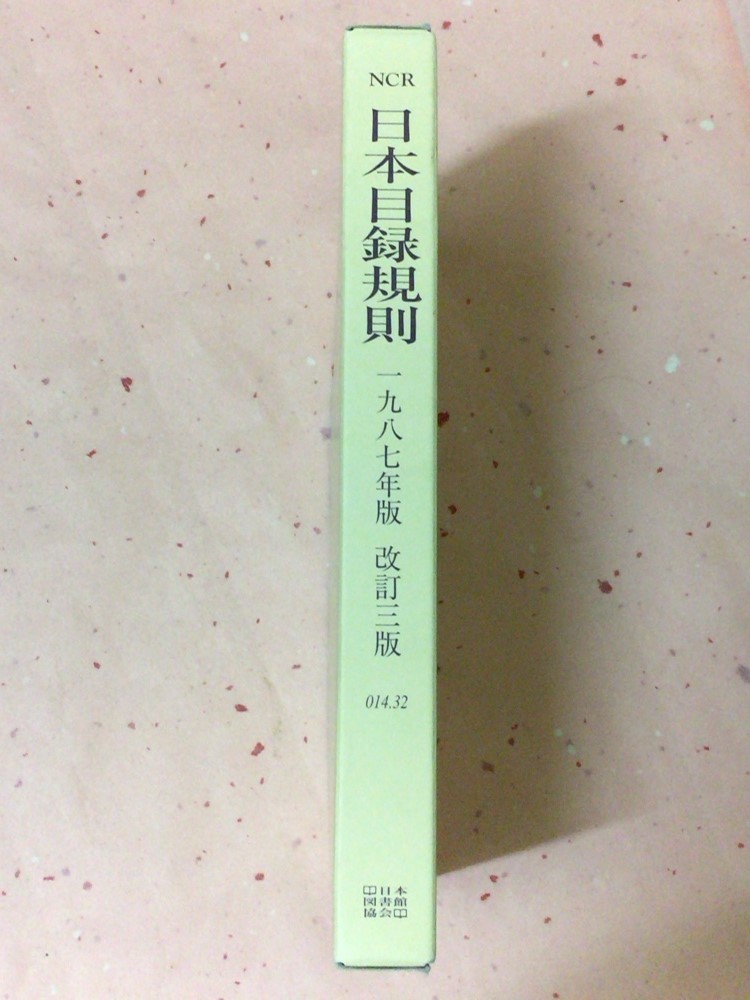 NCR
日本目録規則
一九八七年版 改訂三版
014.32
日本
図書館
協会